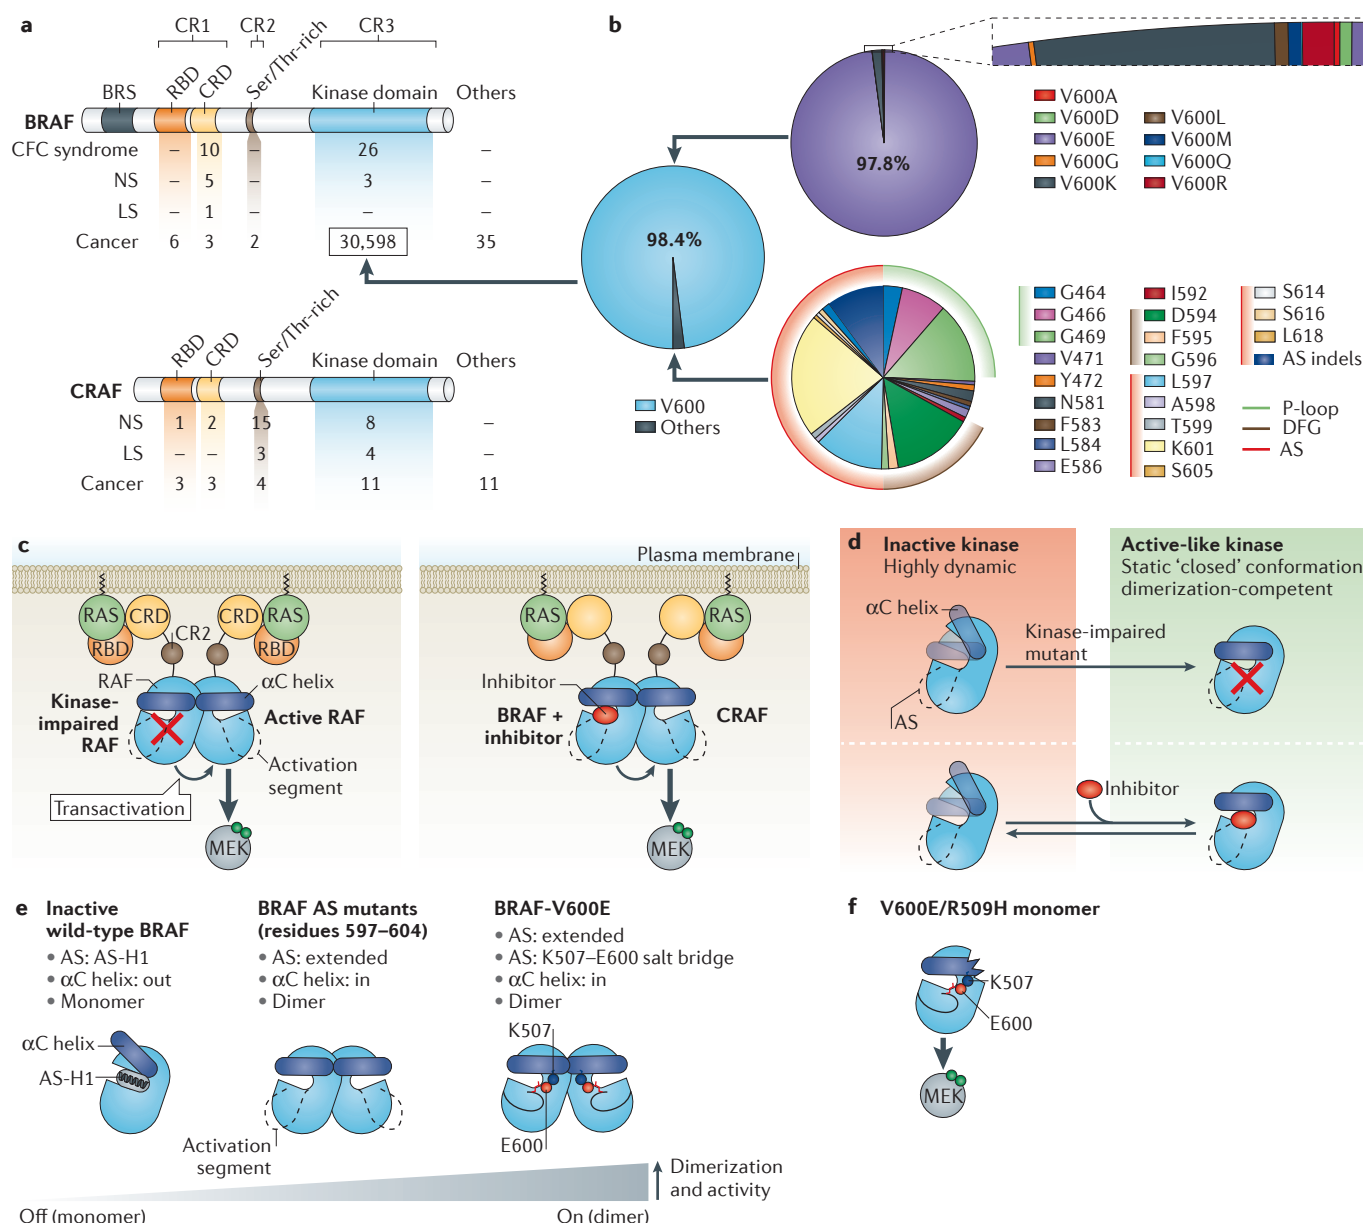 a
CR1
CR2
CR3
RBD
CRD
Ser/Thr-rich
BRS
Kinase domain
Others
BRAF
CFC syndrome – 10 – 26 –
NS – 5 – 3 –
LS – 1 – – –
Cancer 6 3 2 30,598 35
RBD
CRD
Ser/Thr-rich
Kinase domain
Others
CRAF
NS 1 2 15 8 –
LS – – 3 4 –
Cancer 3 3 4 11 11
b
97.8%
V600A
V600D
V600E
V600G
V600K
V600L
V600M
V600Q
V600R
98.4%
V600
Others
G464
G466
G469
V471
Y472
N581
F583
L584
E586
I592
D594
F595
G596
L597
A598
T599
K601
S605
S614
S616
L618
AS indels
P-loop
DFG
AS
c
Plasma membrane
RAS
CRD
CRD
RAS
RBD
CR2
RBD
RAF
αC helix
Kinase-
impaired
RAF
Active RAF
Activation
segment
Transactivation
MEK
RAS
RAS
Inhibitor
BRAF +
inhibitor
CRAF
MEK
d
Inactive kinase
Highly dynamic
Active-like kinase
Static ‘closed’ conformation
dimerization-competent
αC helix
Kinase-impaired
mutant
AS
Inhibitor
e
Inactive
wild-type BRAF
• AS: AS-H1
• αC helix: out
• Monomer
αC helix
AS-H1
BRAF AS mutants
(residues 597–604)
• AS: extended
• αC helix: in
• Dimer
Activation
segment
BRAF-V600E
• AS: extended
• AS: K507–E600 salt bridge
• αC helix: in
• Dimer
K507
E600
Dimerization
and activity
Off (monomer)
On (dimer)
f
V600E/R509H monomer
K507
E600
MEK